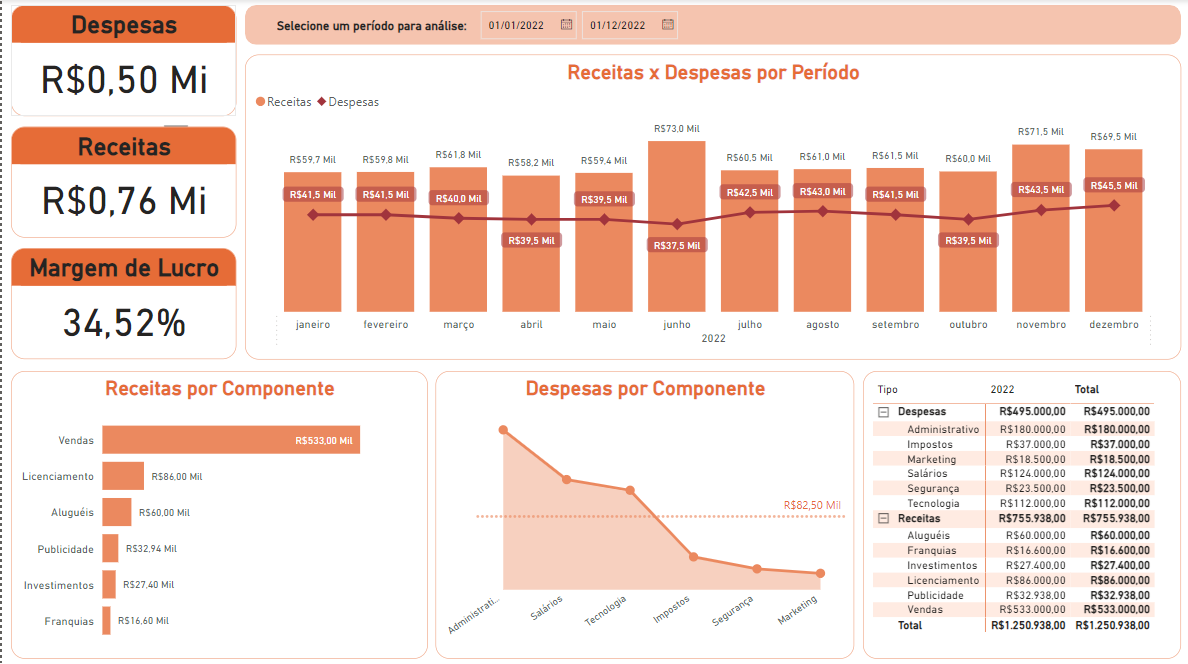 Despesas
R$0,50 Mi
Receitas
R$0,76 Mi
Margem de Lucro
34,52%
Selecione um período para análise: 01/01/2022 01/12/2022
Receitas x Despesas por Período
Receitas Despesas
R$59,7 Mil R$59,8 Mil R$61,8 Mil R$58,2 Mil R$59,4 Mil R$73,0 Mil R$60,5 Mil R$61,0 Mil R$61,5 Mil R$60,0 Mil R$71,5 Mil R$69,5 Mil
R$41,5 Mil R$41,5 Mil R$40,0 Mil R$39,5 Mil R$39,5 Mil R$37,5 Mil R$42,5 Mil R$43,0 Mil R$41,5 Mil R$39,5 Mil R$43,5 Mil R$45,5 Mil
janeiro fevereiro março abril maio junho julho agosto setembro outubro novembro dezembro
2022
Receitas por Componente
Vendas R$533,00 Mil
Licenciamento R$86,00 Mil
Aluguéis R$60,00 Mil
Publicidade R$32,94 Mil
Investimentos R$27,40 Mil
Franquias R$16,60 Mil
Despesas por Componente
R$82,50 Mil
Administrati... Salários Tecnologia Impostos Segurança Marketing
Tipo 2022 Total
Despesas R$495.000,00 R$495.000,00
Administrativo R$180.000,00 R$180.000,00
Impostos R$37.000,00 R$37.000,00
Marketing R$18.500,00 R$18.500,00
Salários R$124.000,00 R$124.000,00
Segurança R$23.500,00 R$23.500,00
Tecnologia R$112.000,00 R$112.000,00
Receitas R$755.938,00 R$755.938,00
Aluguéis R$60.000,00 R$60.000,00
Franquias R$16.600,00 R$16.600,00
Investimentos R$27.400,00 R$27.400,00
Licenciamento R$86.000,00 R$86.000,00
Publicidade R$32.938,00 R$32.938,00
Vendas R$533.000,00 R$533.000,00
Total R$1.250.938,00 R$1.250.938,00